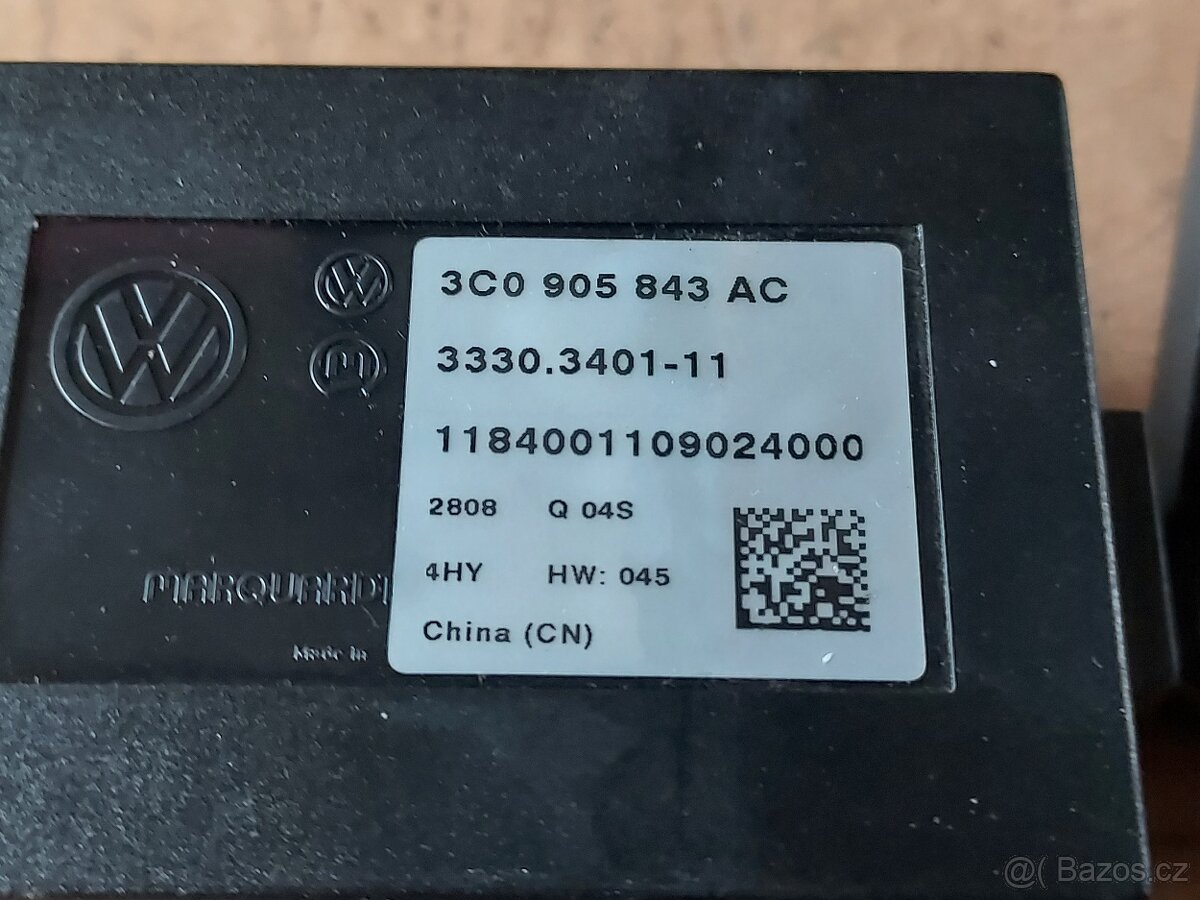 3C0 905 843 AC
3330.3401-11
1184001109024000
2808 Q 04S
4HY HW: 045
China (CN)
MARQUARDT
Made in
@( Bazos.cz